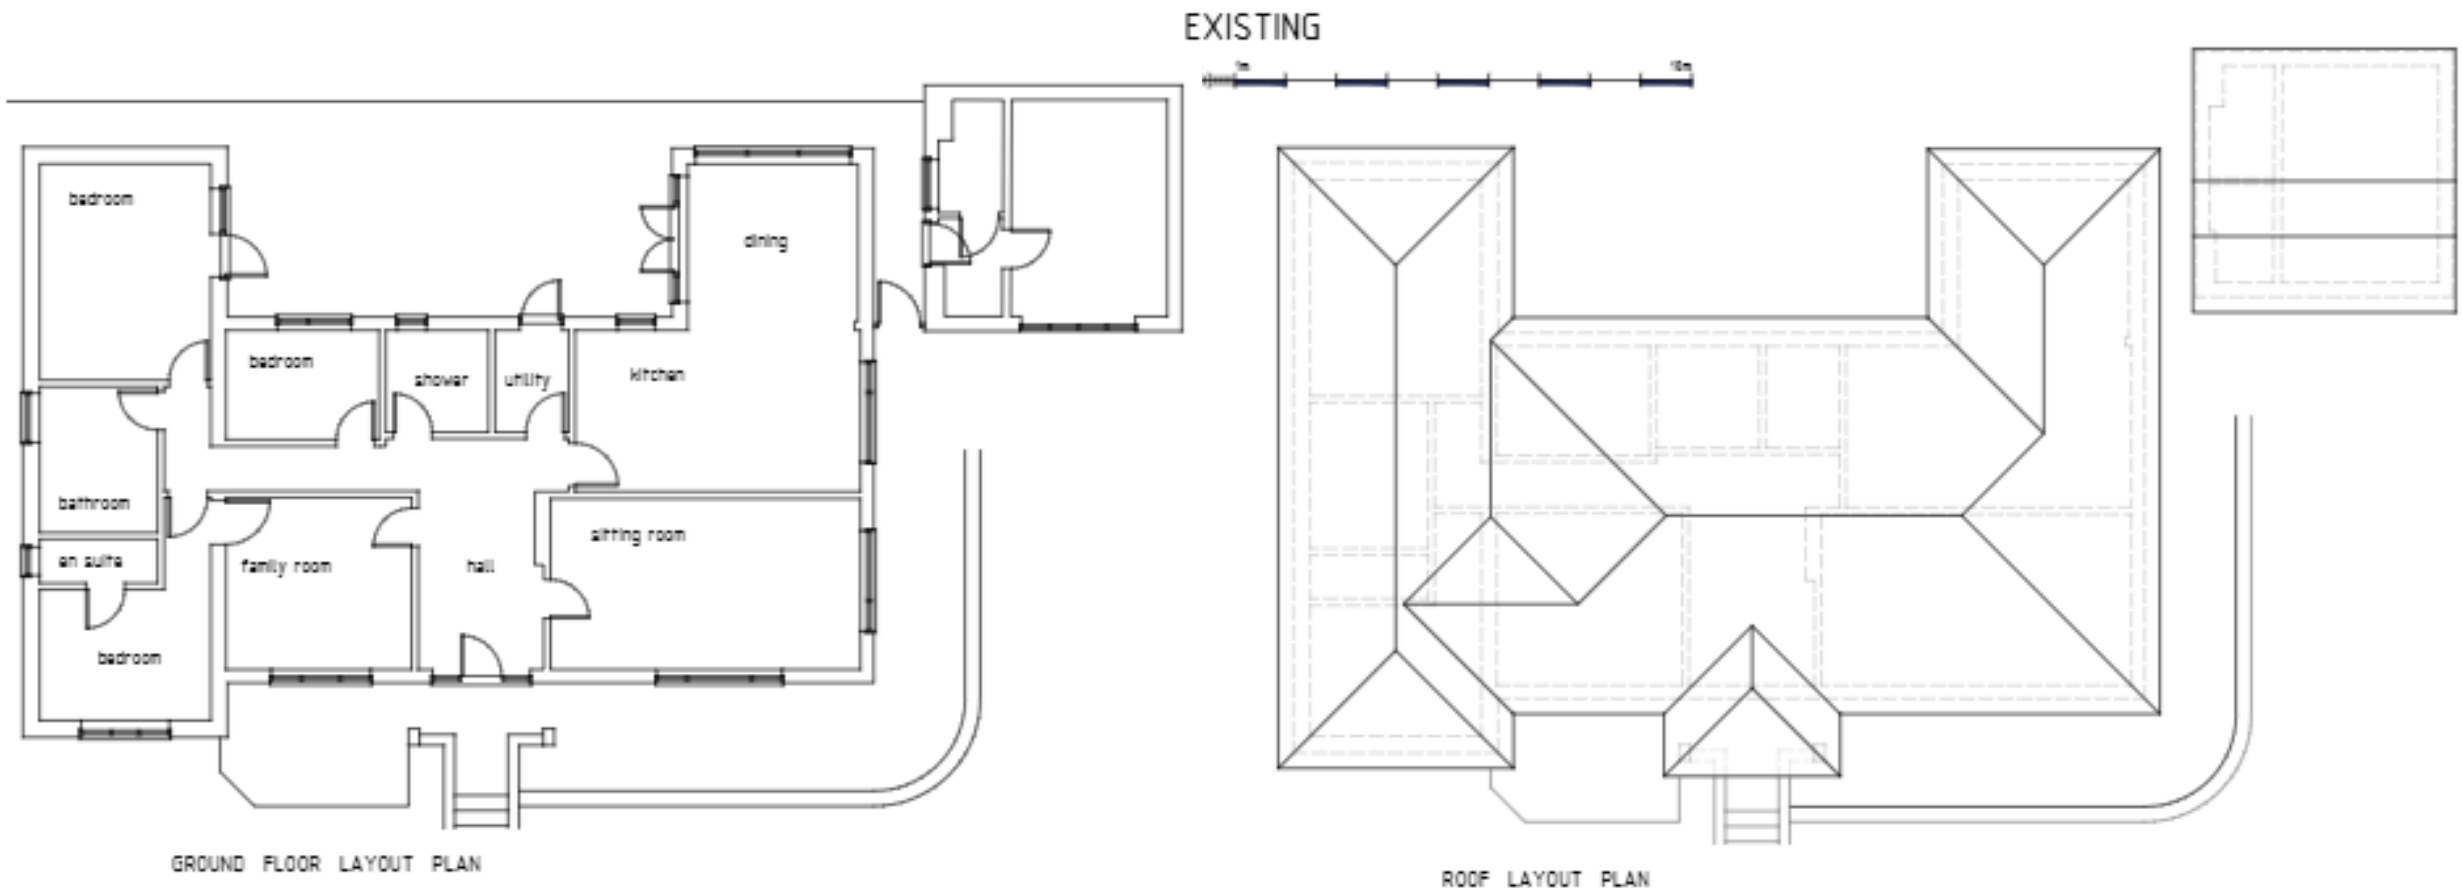 EXISTING
1m
10m
bedroom
dining
bedroom
shower
utility
kitchen
bathroom
en suite
family room
hall
sitting room
bedroom
GROUND FLOOR LAYOUT PLAN
ROOF LAYOUT PLAN